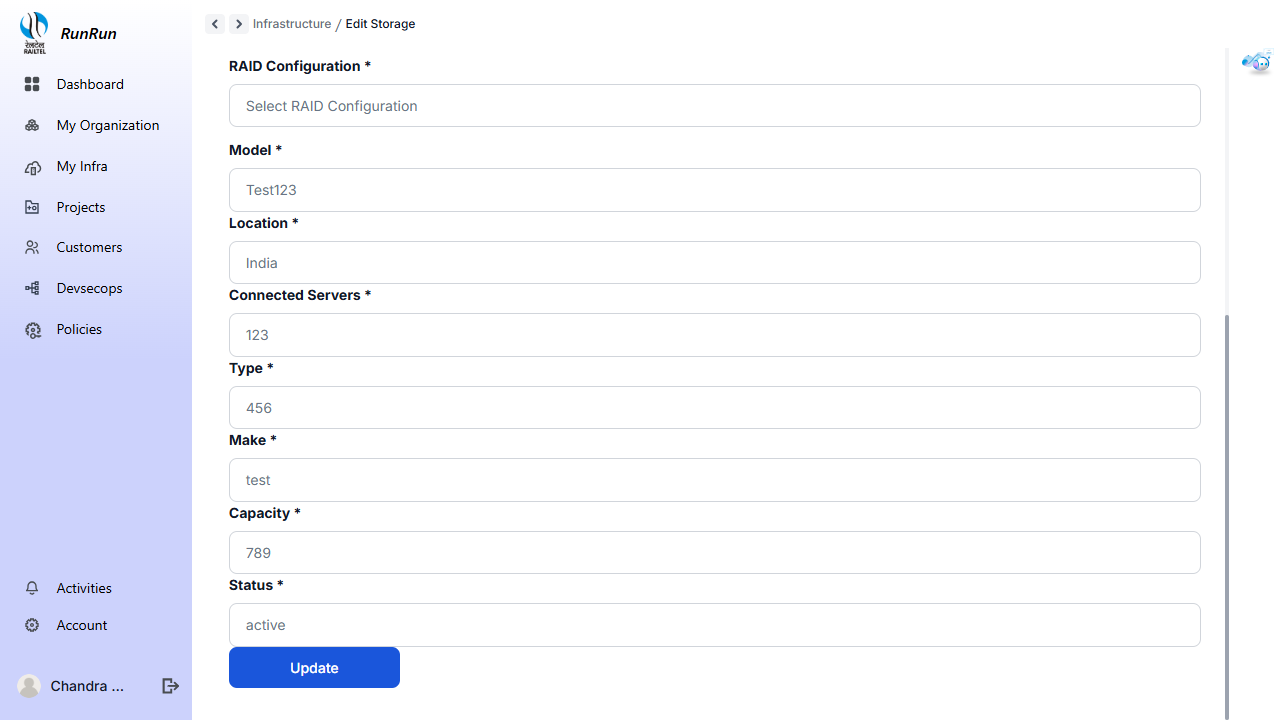 रेलटेल
RAILTEL
RunRun
Dashboard
My Organization
My Infra
Projects
Customers
Devsecops
Policies
Activities
Account
Chandra ...
Infrastructure / Edit Storage
RAID Configuration *
Select RAID Configuration
Model *
Test123
Location *
India
Connected Servers *
123
Type *
456
Make *
test
Capacity *
789
Status *
active
Update